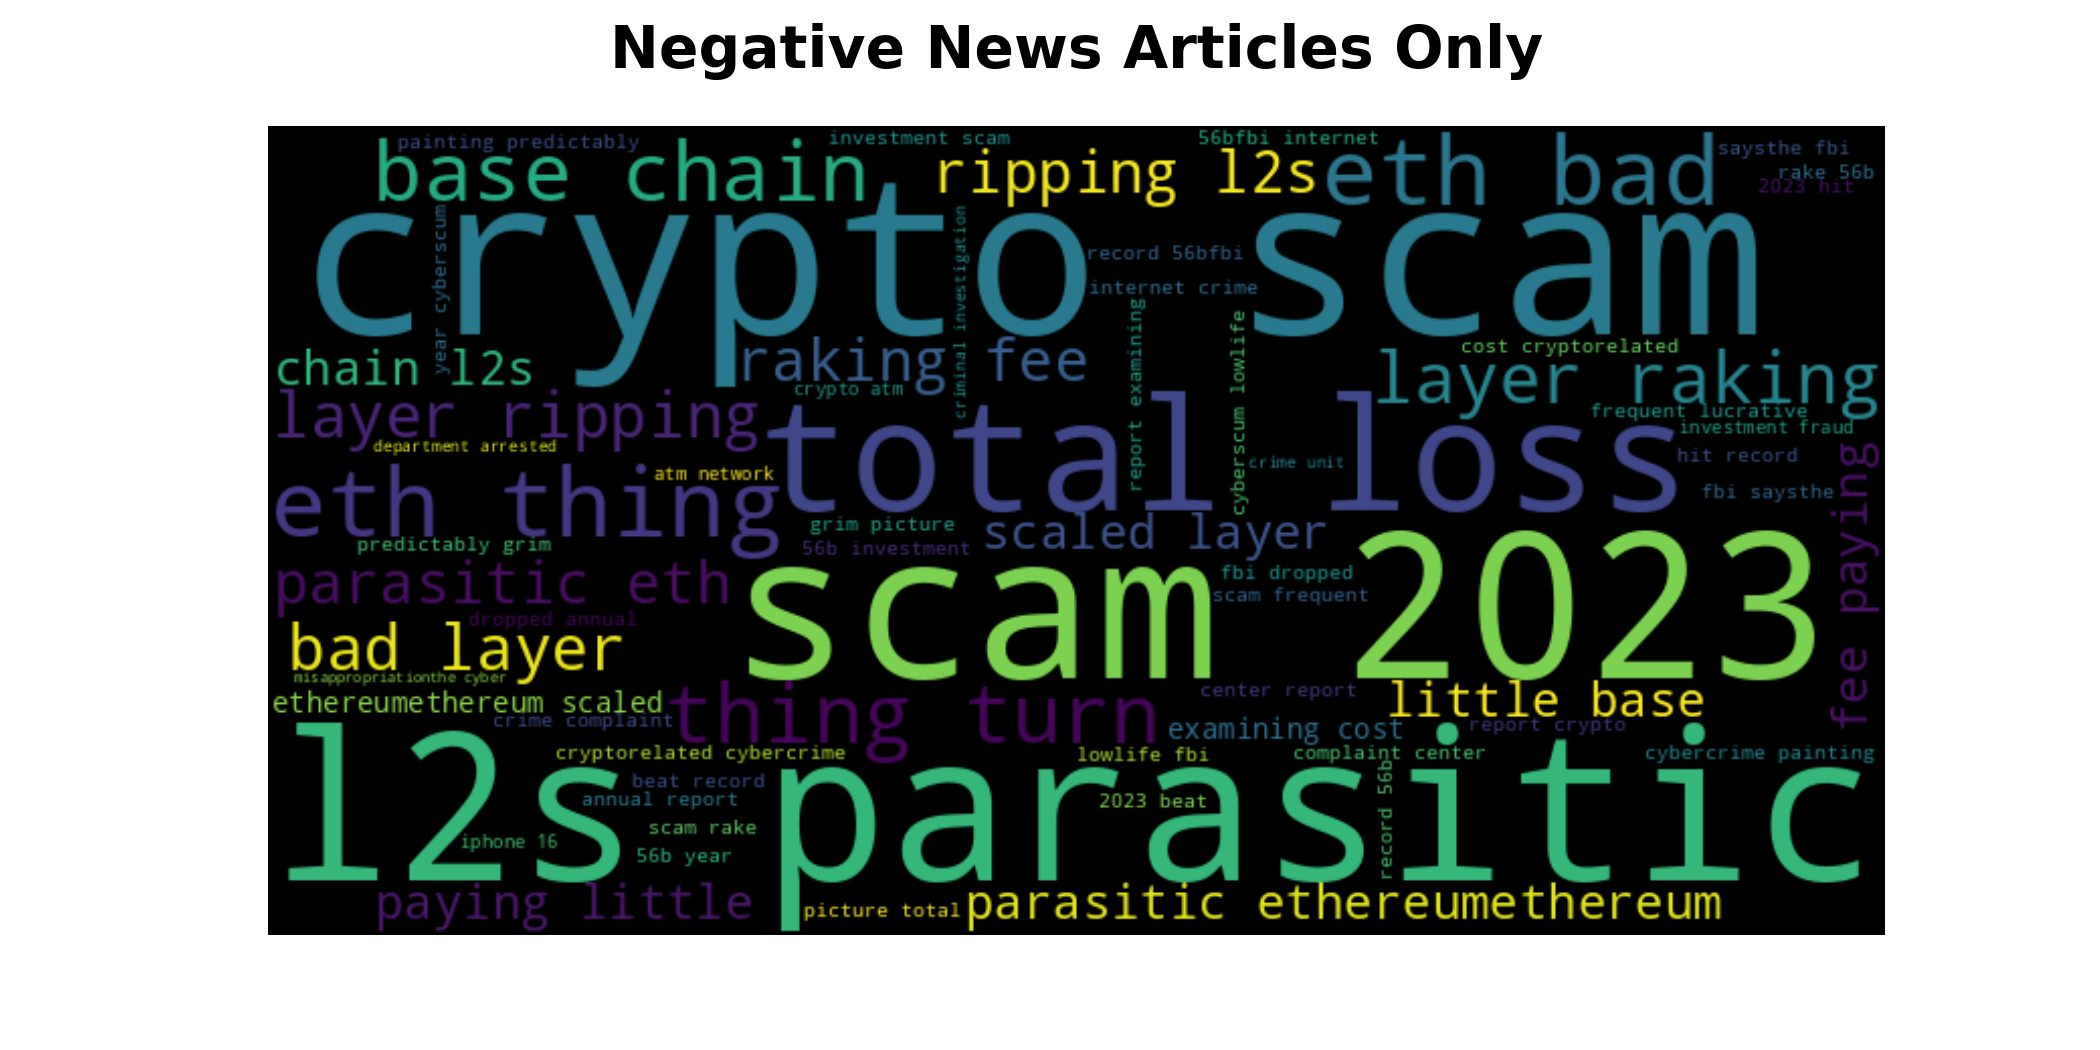 Negative News Articles Only
painting predictably
investment scam
56bfbi internet
saysthe fbi
base chain
ripping l2s
eth bad
rake 56b
2023 hit
crypto scam
year cyberscum
criminal investigation
record 56bfbi
internet crime
report examining
cyberscum lowlife
chain l2s
raking fee
cost cryptorelated
layer raking
crypto atm
frequent lucrative
investment fraud
layer ripping
department arrested
total loss
hit record
atm network
crime unit
fbi saysthe
eth thing
fee paying
grim picture
scaled layer
predictably grim
56b investment
parasitic eth
scam 2023
fbi dropped
scam frequent
dropped annual
bad layer
misappropriationthe cyber
ethereumethereum scaled
thing turn
center report
little base
crime complaint
examining cost
report crypto
l2s parasitic
cryptorelated cybercrime
lowlife fbi
complaint center
cybercrime painting
beat record
annual report
2023 beat
record 56b
scam rake
iphone 16
56b year
paying little
picture total
parasitic ethereumethereum